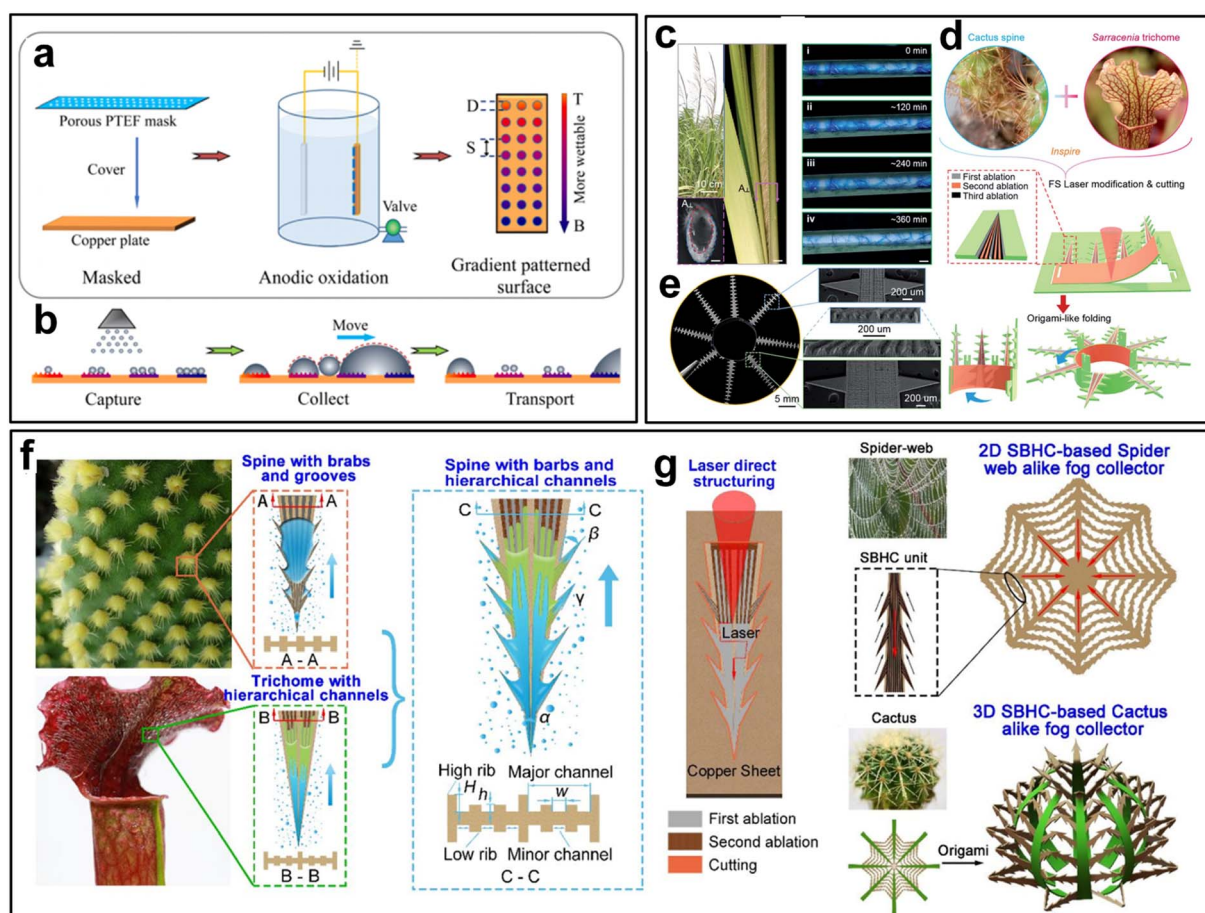 a
Porous PTEF mask
Cover
Copper plate
Masked
Valve
Anodic oxidation
D
S
T
More wettable
B
Gradient patterned
surface
b
Capture
Move
Collect
Transport
c
10 cm
A⊥
A⊥
i
0 min
ii
~120 min
iii
~240 min
iv
~360 min
d
Cactus spine
Sarracenia trichome
Inspire
FS Laser modification & cutting
First ablation
Second ablation
Third ablation
Origami-like folding
e
5 mm
200 um
200 um
200 um
f
Spine with brabs
and grooves
A
A
A - A
Trichome with
hierarchical channels
B
B
B - B
Spine with barbs and
hierarchical channels
C
C
β
γ
α
High rib
Major channel
H
h
w
Low rib
Minor channel
C - C
g
Laser direct
structuring
Laser
Copper Sheet
First ablation
Second ablation
Cutting
Spider-web
SBHC unit
2D SBHC-based Spider
web alike fog collector
Cactus
Origami
3D SBHC-based Cactus
alike fog collector